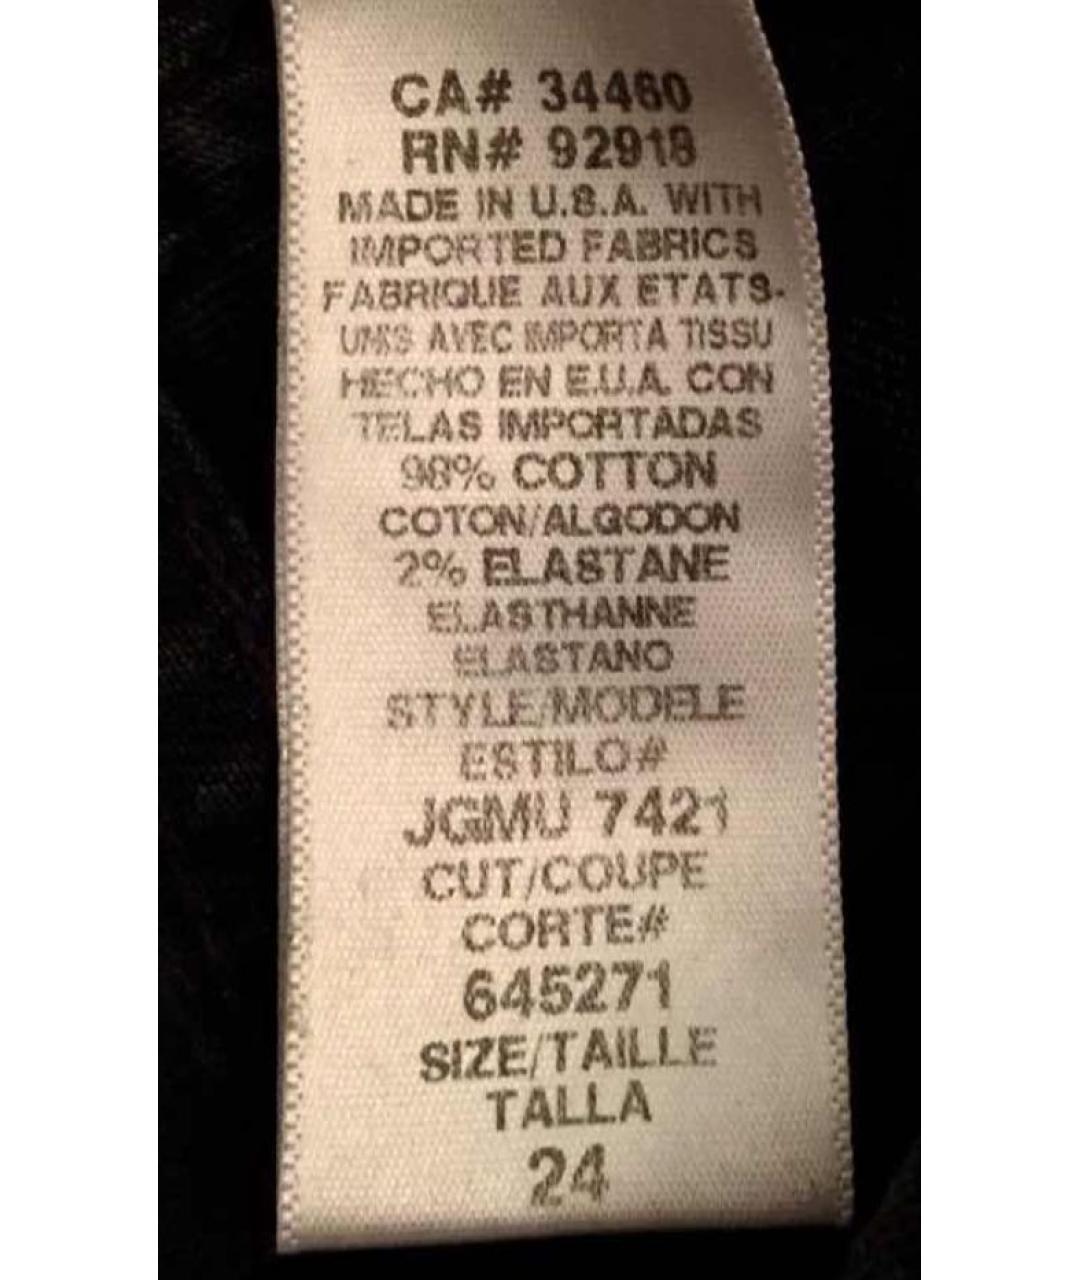 CA# 34460
RN# 92918
MADE IN U.S.A. WITH
IMPORTED FABRICS
FABRIQUE AUX ETATS-
UNIS AVEC IMPORTA TISSU
HECHO EN E.U.A. CON
TELAS IMPORTADAS
98% COTTON
COTON/ALGODON
2% ELASTANE
ELASTHANNE
ELASTANO
STYLE/MODELE
ESTILO#
JGMU 7421
CUT/COUPE
CORTE#
645271
SIZE/TAILLE
TALLA
24